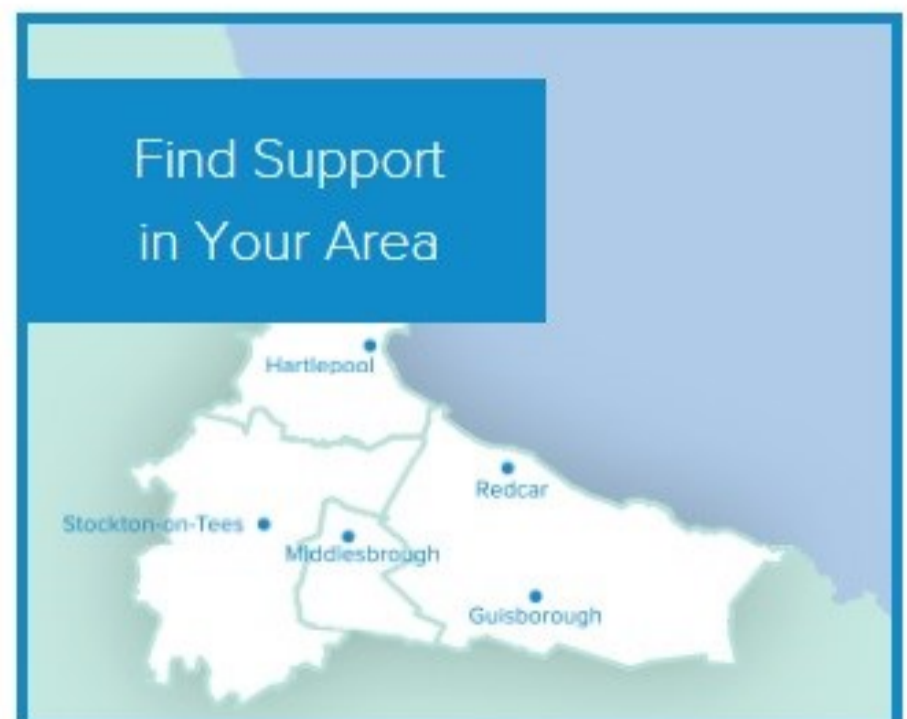 Find Support
in Your Area
Hartlepool
Redcar
Stockton-on-Tees
Middlesbrough
Guisborough